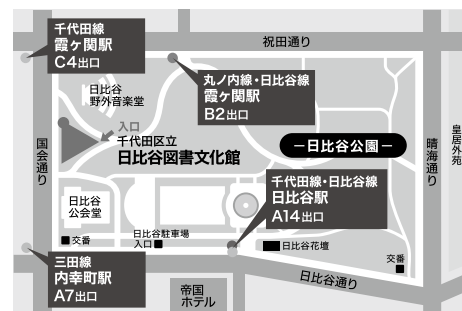 千代田線
霞ヶ関駅
C4出口
祝田通り
丸ノ内線・日比谷線
霞ヶ関駅
B2出口
日比谷
野外音楽堂
入口
千代田区立
日比谷図書文化館
日比谷公園
国会通り
晴海通り
皇居外苑
千代田線・日比谷線
日比谷駅
A14出口
日比谷
公会堂
交番
日比谷駐車場
入口
日比谷花壇
交番
三田線
内幸町駅
A7出口
日比谷通り
帝国
ホテル